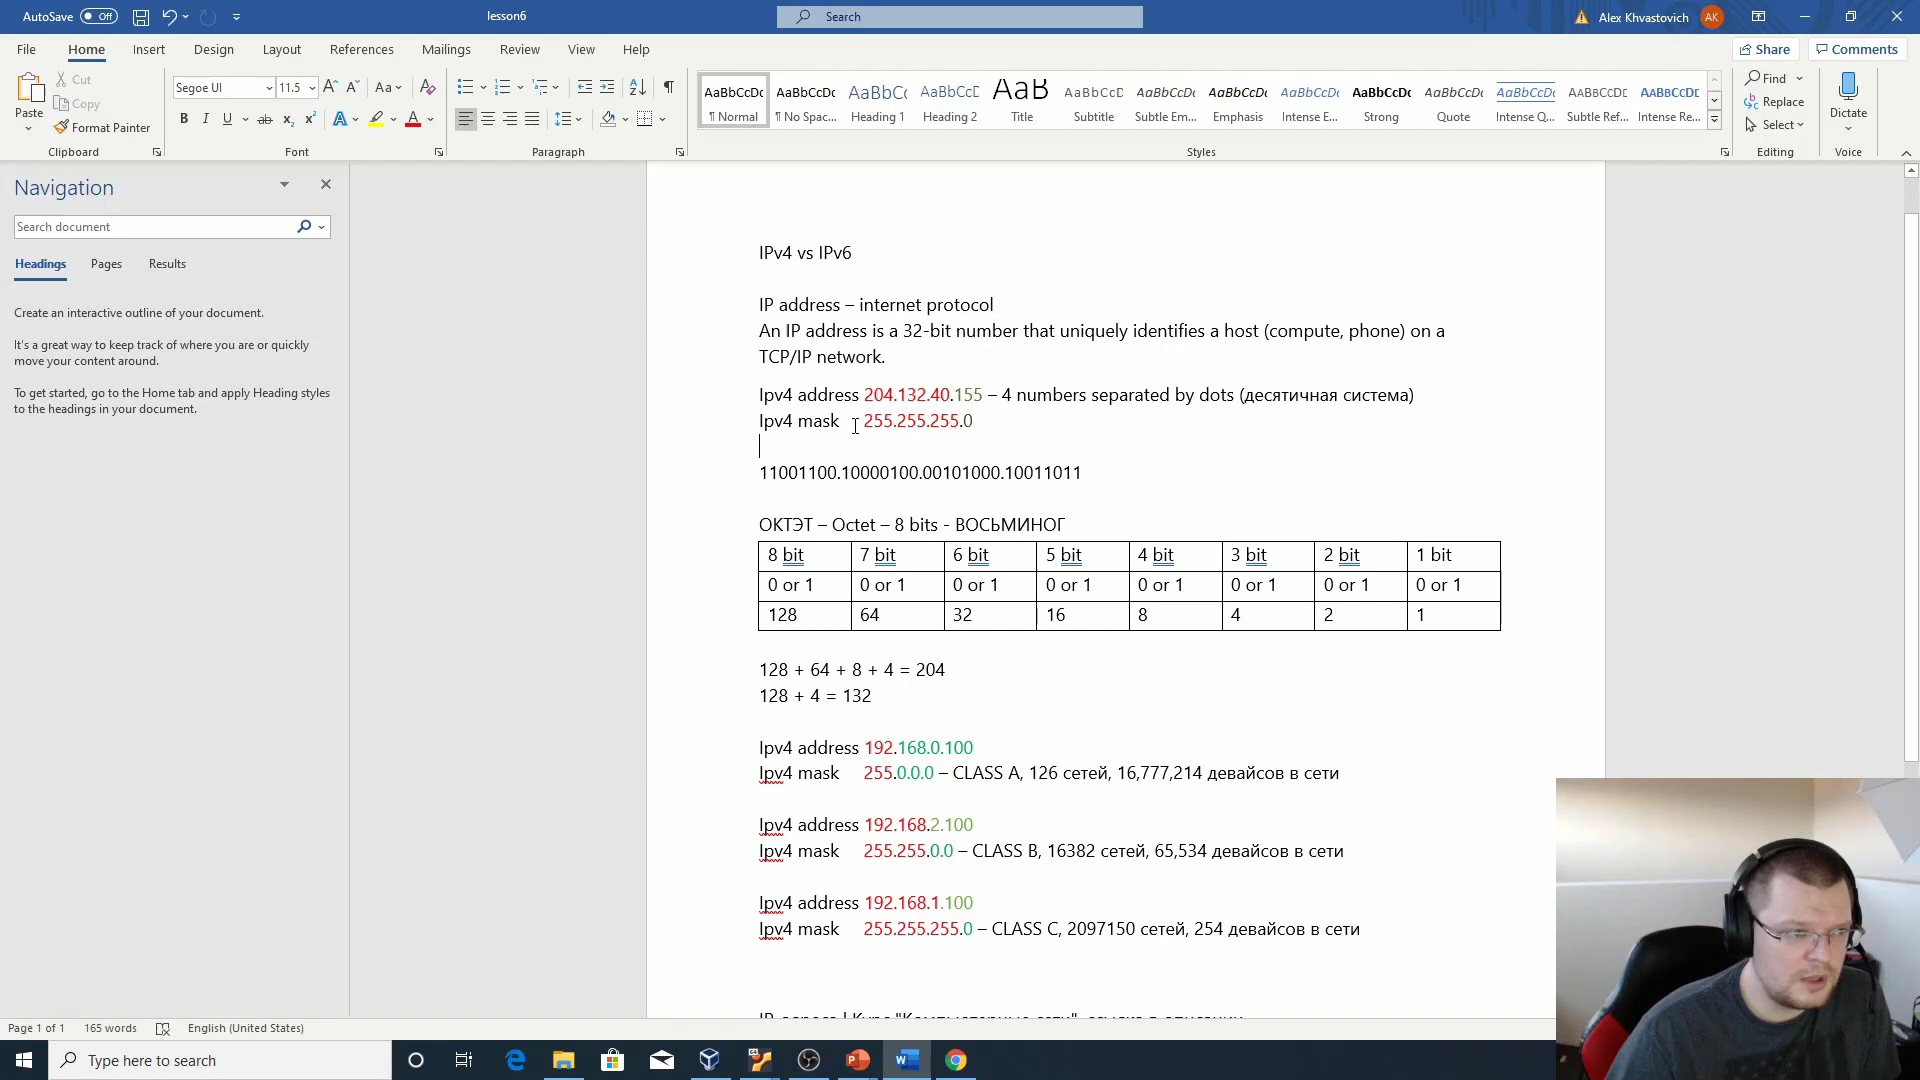 AutoSave Off lesson6 Search Alex Khvastovich AK
File Home Insert Design Layout References Mailings Review View Help Share Comments
Paste Cut Copy Format Painter Clipboard
Segoe UI 11.5 Font
Paragraph
AaBbCcDc ¶ Normal
AaBbCcDc ¶ No Spac...
AaBbCc Heading 1
AaBbCcD Heading 2
AaB Title
AaBbCcD Subtitle
AaBbCcDc Subtle Em...
AaBbCcDc Emphasis
AaBbCcDc Intense E...
AaBbCcDc Strong
AaBbCcDc Quote
AaBbCcDc Intense Q...
AABBCCDC Subtle Ref...
AABBCCDC Intense Re...
Styles
Find Replace Select Editing
Dictate Voice
Navigation
Search document
Headings Pages Results
Create an interactive outline of your document.
It's a great way to keep track of where you are or quickly
move your content around.
To get started, go to the Home tab and apply Heading styles
to the headings in your document.
IPv4 vs IPv6
IP address – internet protocol
An IP address is a 32-bit number that uniquely identifies a host (compute, phone) on a
TCP/IP network.
Ipv4 address 204.132.40.155 – 4 numbers separated by dots (десятичная система)
Ipv4 mask 255.255.255.0
11001100.10000100.00101000.10011011
ОКТЭТ – Octet – 8 bits - ВОСЬМИНОГ
8 bit 7 bit 6 bit 5 bit 4 bit 3 bit 2 bit 1 bit
0 or 1 0 or 1 0 or 1 0 or 1 0 or 1 0 or 1 0 or 1 0 or 1
128 64 32 16 8 4 2 1
128 + 64 + 8 + 4 = 204
128 + 4 = 132
Ipv4 address 192.168.0.100
Ipv4 mask 255.0.0.0 – CLASS A, 126 сетей, 16,777,214 девайсов в сети
Ipv4 address 192.168.2.100
Ipv4 mask 255.255.0.0 – CLASS B, 16382 сетей, 65,534 девайсов в сети
Ipv4 address 192.168.1.100
Ipv4 mask 255.255.255.0 – CLASS C, 2097150 сетей, 254 девайсов в сети
Page 1 of 1 165 words English (United States)
Type here to search